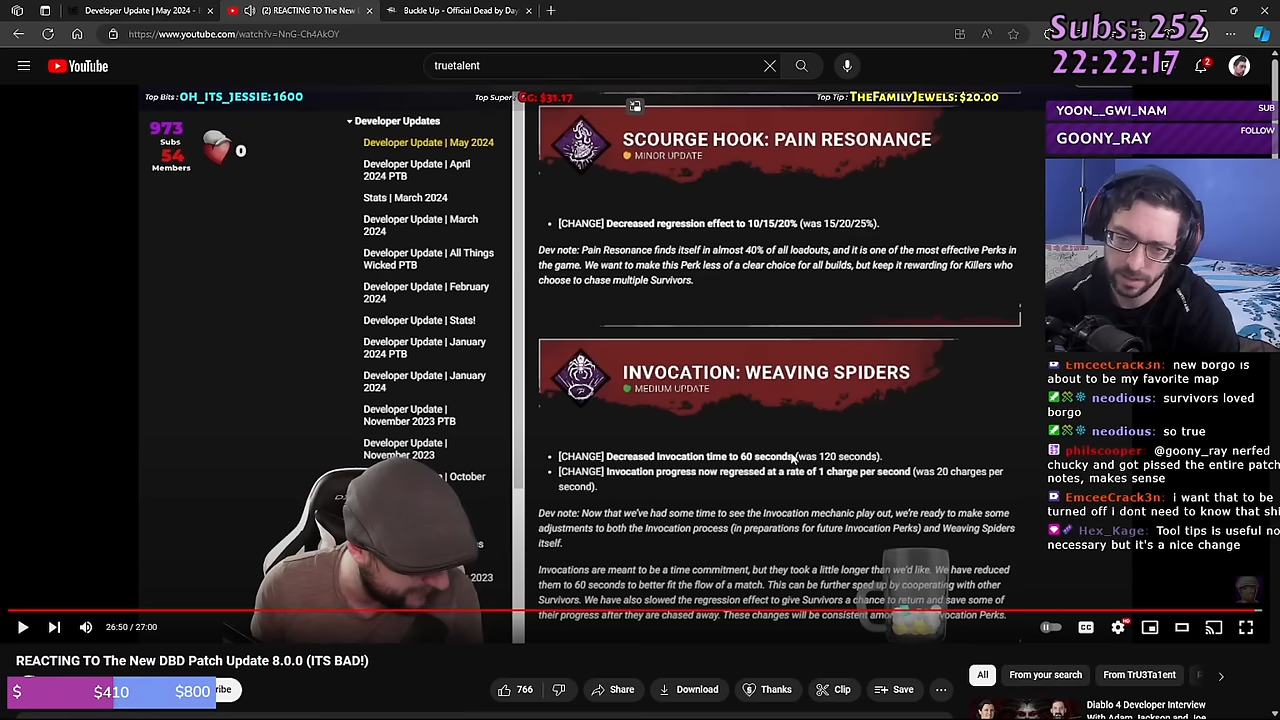 Developer Update | May 2024 -
(2) REACTING TO The New
Buckle Up - Official Dead by Day
https://www.youtube.com/watch?v=NnG-Ch4AkOY
Subs: 252
22:22:17
YouTube
truetalent
2
Top Bits: OH_ITS_JESSIE: 1600
Top Super
GG: $31.17
Top Tip: THEFAMILYJEWELS: $20.00
973
Subs
54
Members
0
Developer Updates
Developer Update | May 2024
Developer Update | April
2024 PTB
Stats | March 2024
Developer Update | March
2024
Developer Update | All Things
Wicked PTB
Developer Update | February
2024
Developer Update | Stats!
Developer Update | January
2024 PTB
Developer Update | January
2024
Developer Update |
November 2023 PTB
Developer Update |
November 2023
October
2023
SCOURGE HOOK: PAIN RESONANCE
MINOR UPDATE
• [CHANGE] Decreased regression effect to 10/15/20% (was 15/20/25%).
Dev note: Pain Resonance finds itself in almost 40% of all loadouts, and it is one of the most effective Perks in
the game. We want to make this Perk less of a clear choice for all builds, but keep it rewarding for Killers who
choose to chase multiple Survivors.
INVOCATION: WEAVING SPIDERS
MEDIUM UPDATE
• [CHANGE] Decreased Invocation time to 60 seconds (was 120 seconds).
• [CHANGE] Invocation progress now regressed at a rate of 1 charge per second (was 20 charges per
second).
Dev note: Now that we've had some time to see the Invocation mechanic play out, we're ready to make some
adjustments to both the Invocation process (in preparations for future Invocation Perks) and Weaving Spiders
itself.
Invocations are meant to be a time commitment, but they took a little longer than we'd like. We have reduced
them to 60 seconds to better fit the flow of a match. This can be further sped up by cooperating with other
Survivors. We have also slowed the regression effect to give Survivors a chance to return and save some of
their progress after they are chased away. These changes will be consistent among Invocation Perks.
YOON__GWI_NAM
SUB
GOONY_RAY
FOLLOW
EmceeCrack3n: new borgo is
about to be my favorite map
neodious: survivors loved
borgo
neodious: so true
philscooper: @goony_ray nerfed
chucky and got pissed the entire patch
notes, makes sense
EmceeCrack3n: i want that to be
turned off i dont need to know that shi
Hex_Kage: Tool tips is useful no
necessary but it's a nice change
26:50 / 27:00
CC
HD
REACTING TO The New DBD Patch Update 8.0.0 (ITS BAD!)
$ $410 $800
ribe
766
Share
Download
Thanks
Clip
Save
All
From your search
From TrU3Ta1ent
Diablo 4 Developer Interview
With Adam Jackson and Joe